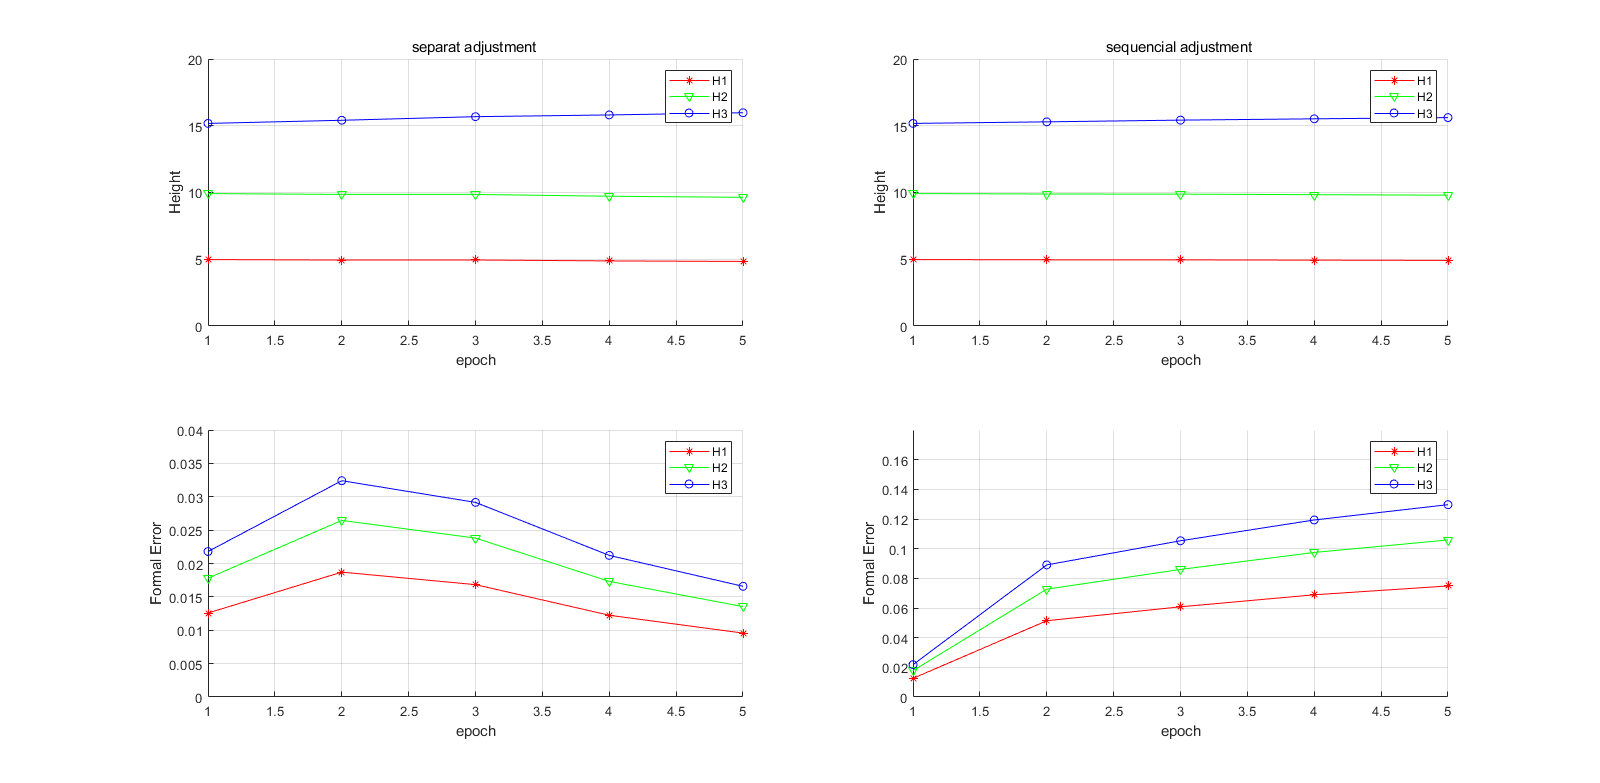 separat adjustment
20
15
10
5
0
Height
1 1.5 2 2.5 3 3.5 4 4.5 5
epoch
H1
H2
H3
sequencial adjustment
20
15
10
5
0
Height
1 1.5 2 2.5 3 3.5 4 4.5 5
epoch
H1
H2
H3
0.04
0.035
0.03
0.025
0.02
0.015
0.01
0.005
0
Formal Error
1 1.5 2 2.5 3 3.5 4 4.5 5
epoch
H1
H2
H3
0.16
0.14
0.12
0.1
0.08
0.06
0.04
0.02
0
Formal Error
1 1.5 2 2.5 3 3.5 4 4.5 5
epoch
H1
H2
H3